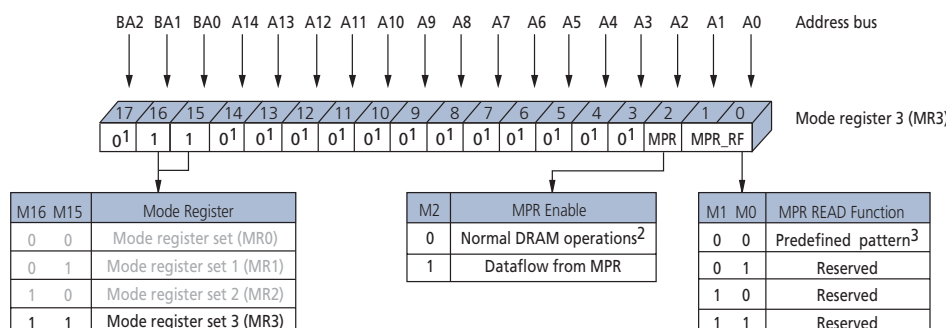 BA2 BA1 BA0 A14 A13 A12 A11 A10 A9 A8 A7 A6 A5 A4 A3 A2 A1 A0 Address bus
17 16 15 14 13 12 11 10 9 8 7 6 5 4 3 2 1 0 Mode register 3 (MR3)
0¹ 1 1 0¹ 0¹ 0¹ 0¹ 0¹ 0¹ 0¹ 0¹ 0¹ 0¹ 0¹ 0¹ MPR MPR_RF
M16 M15 Mode Register
0 0 Mode register set (MR0)
0 1 Mode register set 1 (MR1)
1 0 Mode register set 2 (MR2)
1 1 Mode register set 3 (MR3)
M2 MPR Enable
0 Normal DRAM operations²
1 Dataflow from MPR
M1 M0 MPR READ Function
0 0 Predefined pattern³
0 1 Reserved
1 0 Reserved
1 1 Reserved